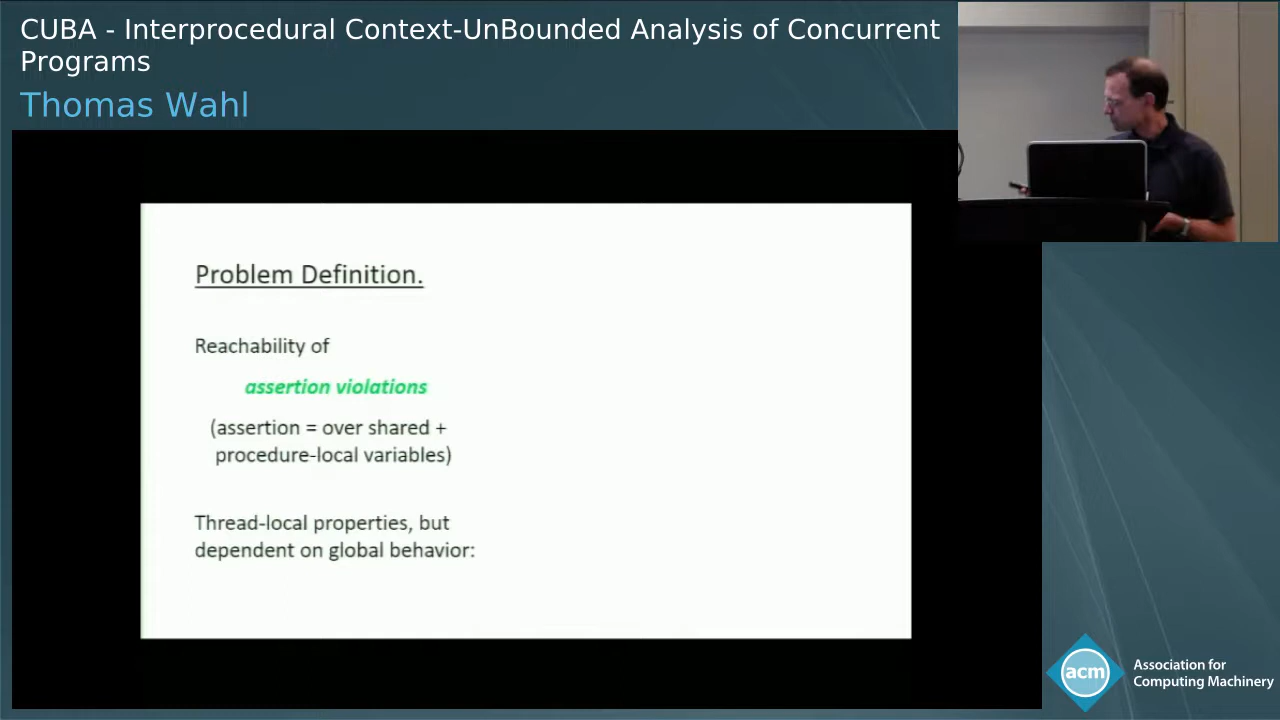 CUBA - Interprocedural Context-UnBounded Analysis of Concurrent
Programs
Thomas Wahl
Problem Definition.
Reachability of
assertion violations
(assertion = over shared +
procedure-local variables)
Thread-local properties, but
dependent on global behavior:
acm
Association for
Computing Machinery